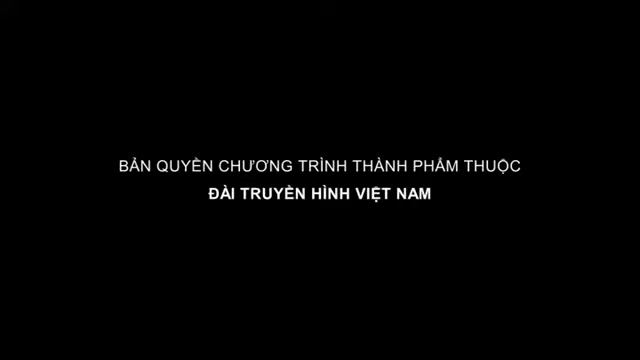 BẢN QUYỀN CHƯƠNG TRÌNH THÀNH PHẨM THUỘC
ĐÀI TRUYỀN HÌNH VIỆT NAM